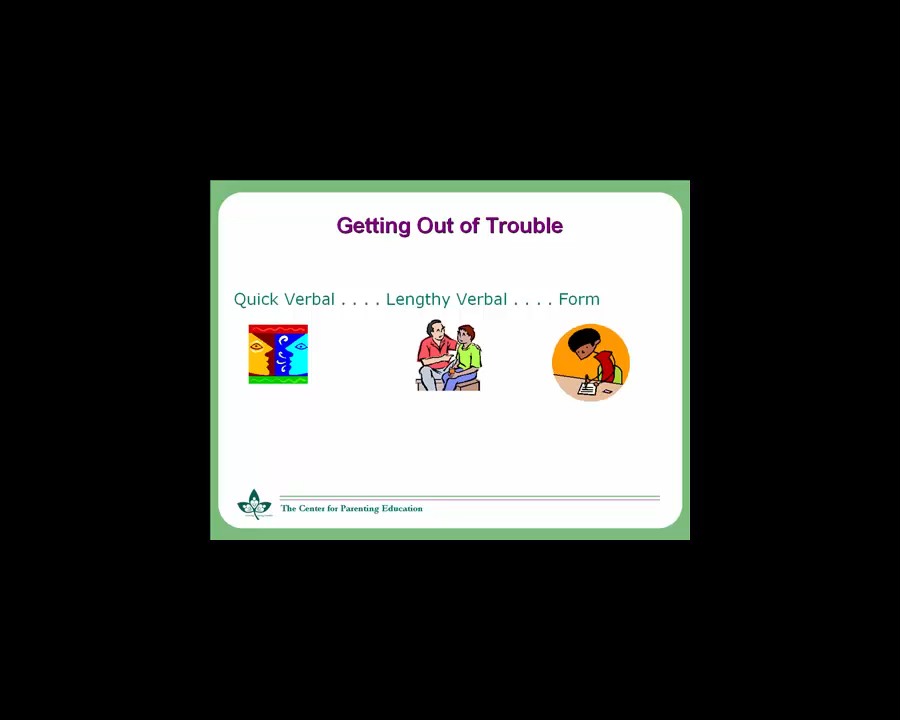 Getting Out of Trouble
Quick Verbal . . . . Lengthy Verbal . . . . Form
The Center for Parenting Education